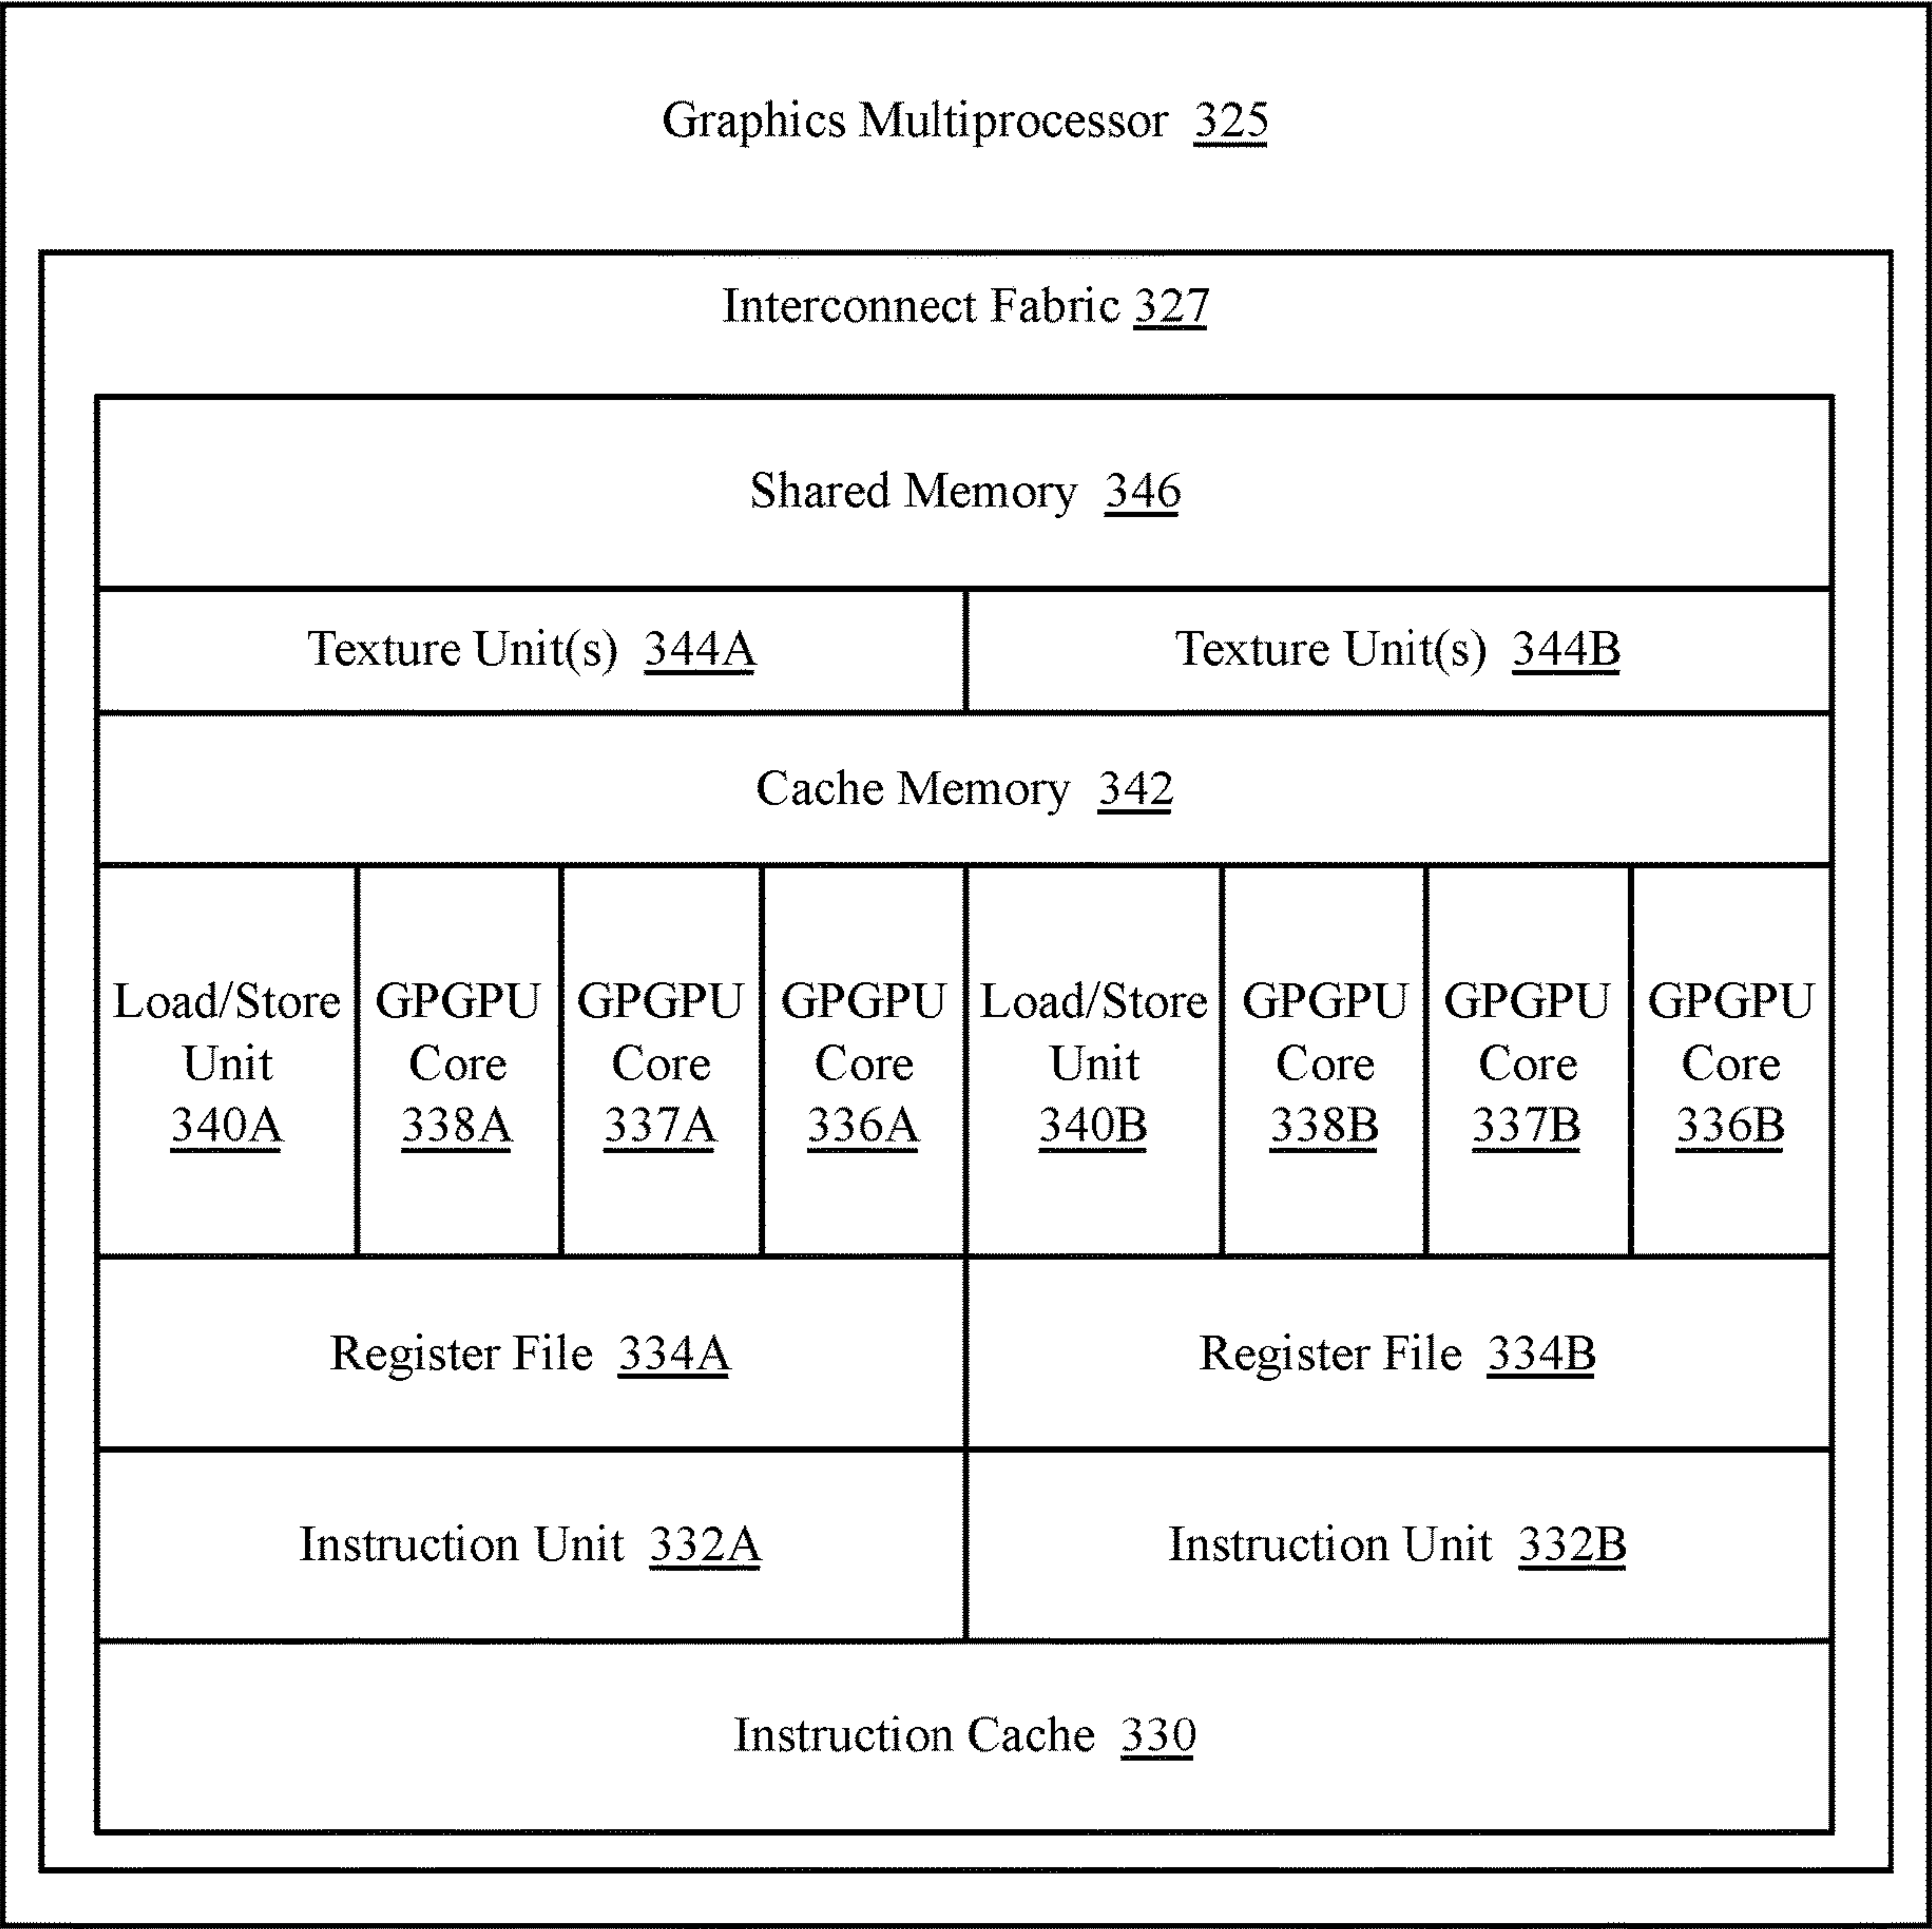 Graphics Multiprocessor 325
Interconnect Fabric 327
Shared Memory 346
Texture Unit(s) 344A
Texture Unit(s) 344B
Cache Memory 342
Load/Store
Unit
340A
GPGPU
Core
338A
GPGPU
Core
337A
GPGPU
Core
336A
Load/Store
Unit
340B
GPGPU
Core
338B
GPGPU
Core
337B
GPGPU
Core
336B
Register File 334A
Register File 334B
Instruction Unit 332A
Instruction Unit 332B
Instruction Cache 330